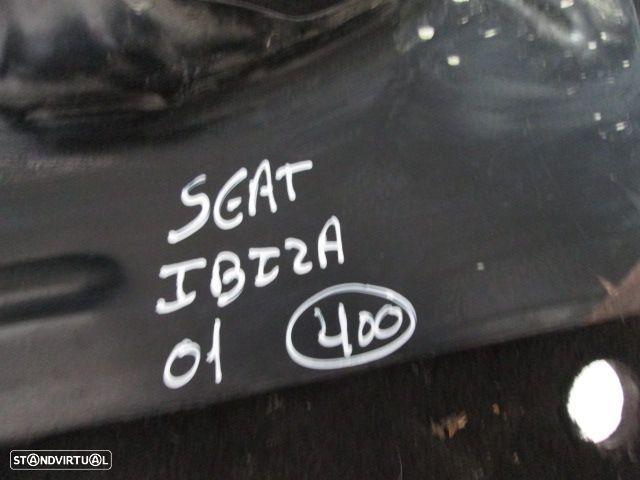 SEAT
IBIZA
01 400
STANDVIRTUAL